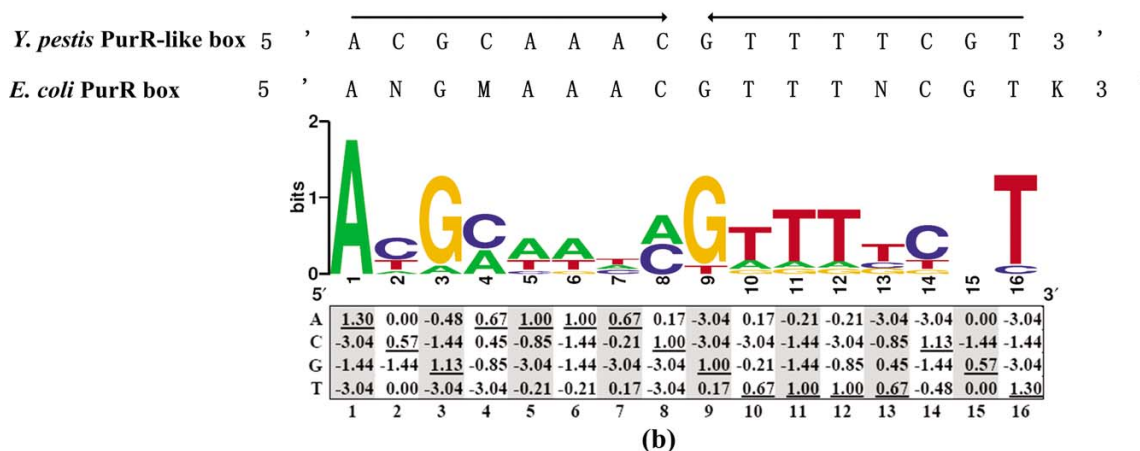 Y. pestis PurR-like box 5 ' A C G C A A A C G T T T T C G T 3 '
E. coli PurR box 5 ' A N G M A A A C G T T T N C G T K 3
2
bits
1
0
1 2 3 4 5 6 7 8 9 10 11 12 13 14 15 16
5′ 3′
A 1.30 0.00 -0.48 0.67 1.00 1.00 0.67 0.17 -3.04 0.17 -0.21 -0.21 -3.04 -3.04 0.00 -3.04
C -3.04 0.57 -1.44 0.45 -0.85 -1.44 -0.21 1.00 -3.04 -3.04 -1.44 -3.04 -0.85 1.13 -1.44 -1.44
G -1.44 -1.44 1.13 -0.85 -3.04 -1.44 -3.04 -3.04 1.00 -0.21 -1.44 -0.85 0.45 -1.44 0.57 -3.04
T -3.04 0.00 -3.04 -3.04 -0.21 -0.21 0.17 -3.04 0.17 0.67 1.00 1.00 0.67 -0.48 0.00 1.30
1 2 3 4 5 6 7 8 9 10 11 12 13 14 15 16
(b)